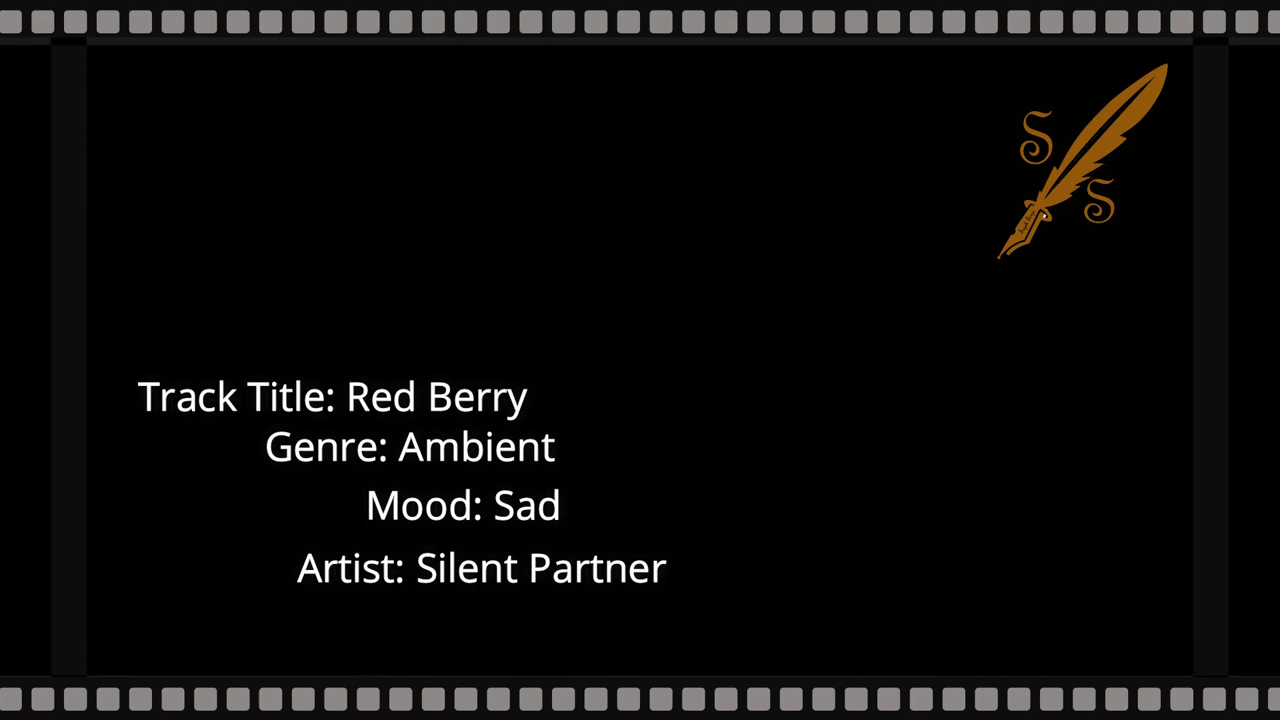 S
S
Track Title: Red Berry
Genre: Ambient
Mood: Sad
Artist: Silent Partner